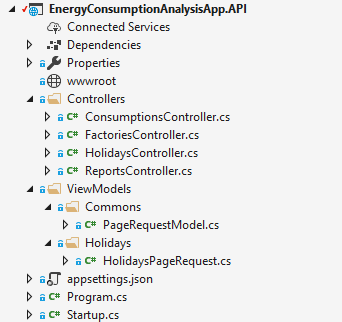 EnergyConsumptionAnalysisApp.API
Connected Services
Dependencies
Properties
wwwroot
Controllers
C# ConsumptionsController.cs
C# FactoriesController.cs
C# HolidaysController.cs
C# ReportsController.cs
ViewModels
Commons
C# PageRequestModel.cs
Holidays
C# HolidaysPageRequest.cs
appsettings.json
C# Program.cs
C# Startup.cs